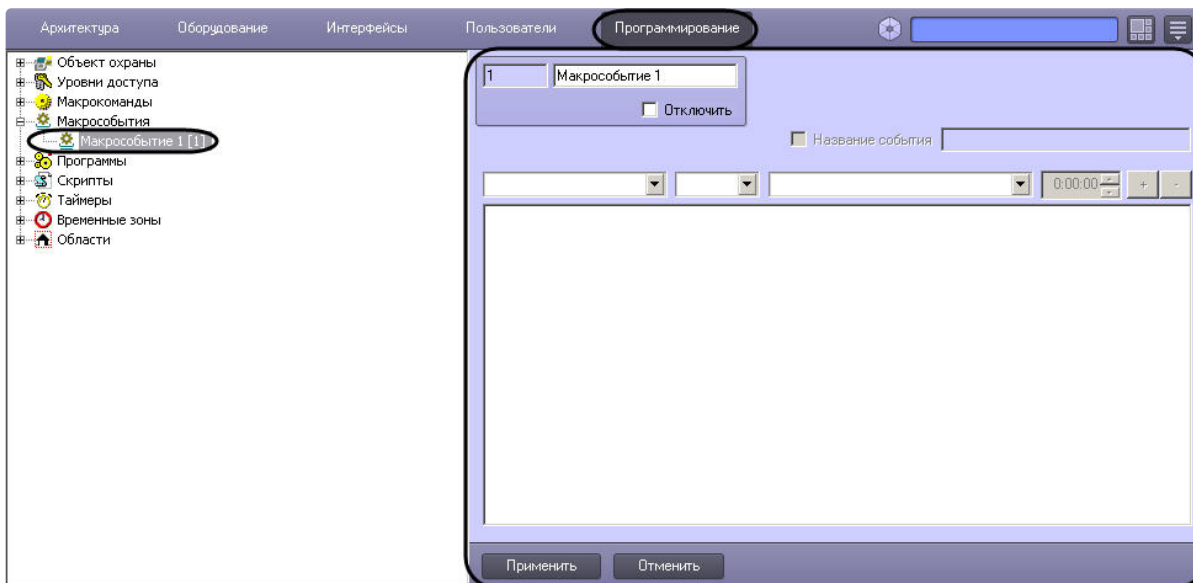 Архитектура Оборудование Интерфейсы Пользователи Программирование
Объект охраны
Уровни доступа
Макрокоманды
Макрособытия
Макрособытие 1 [1]
Программы
Скрипты
Таймеры
Временные зоны
Области
1 Макрособытие 1
Отключить
Название события
0:00:00 + -
Применить Отменить